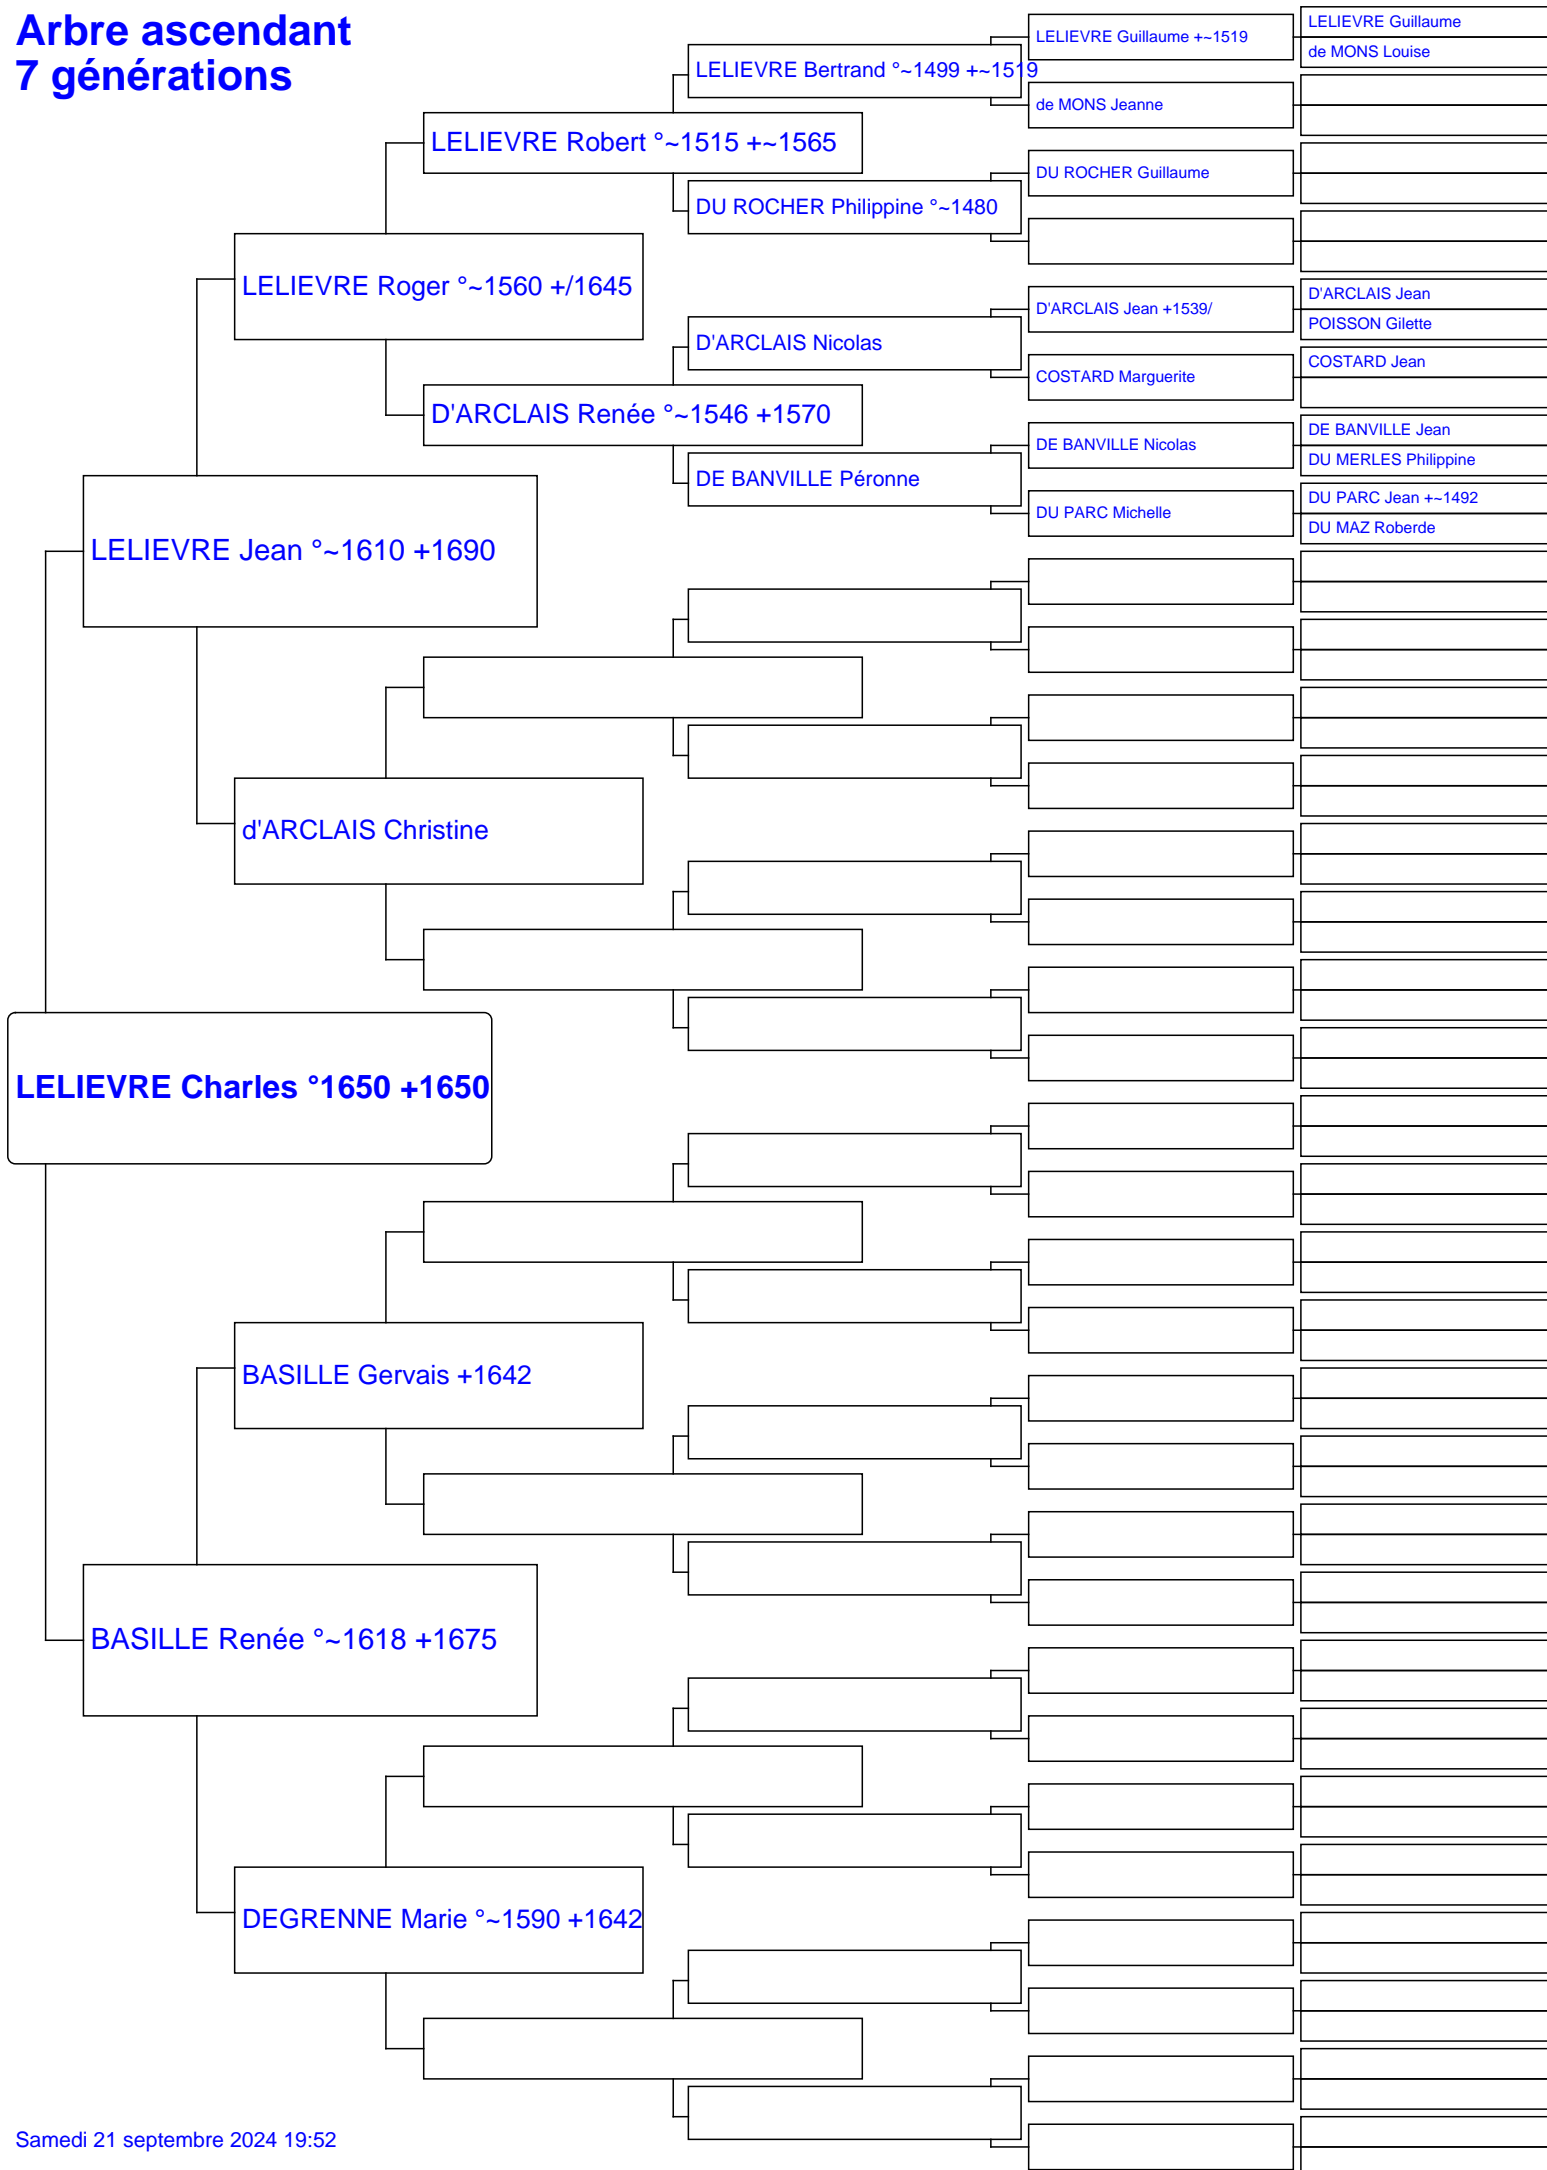 Arbre ascendant
7 générations
LELIEVRE Guillaume
LELIEVRE Guillaume +~1519
de MONS Louise
LELIEVRE Bertrand °~1499 +~1519
de MONS Jeanne
LELIEVRE Robert °~1515 +~1565
DU ROCHER Guillaume
DU ROCHER Philippine °~1480
LELIEVRE Roger °~1560 +/1645
D'ARCLAIS Jean
D'ARCLAIS Jean +1539/
POISSON Gilette
D'ARCLAIS Nicolas
COSTARD Jean
COSTARD Marguerite
D'ARCLAIS Renée °~1546 +1570
DE BANVILLE Jean
DE BANVILLE Nicolas
DU MERLES Philippine
DE BANVILLE Péronne
DU PARC Jean +~1492
DU PARC Michelle
DU MAZ Roberde
LELIEVRE Jean °~1610 +1690
d'ARCLAIS Christine
LELIEVRE Charles °1650 +1650
BASILLE Gervais +1642
BASILLE Renée °~1618 +1675
DEGRENNE Marie °~1590 +1642
Samedi 21 septembre 2024 19:52